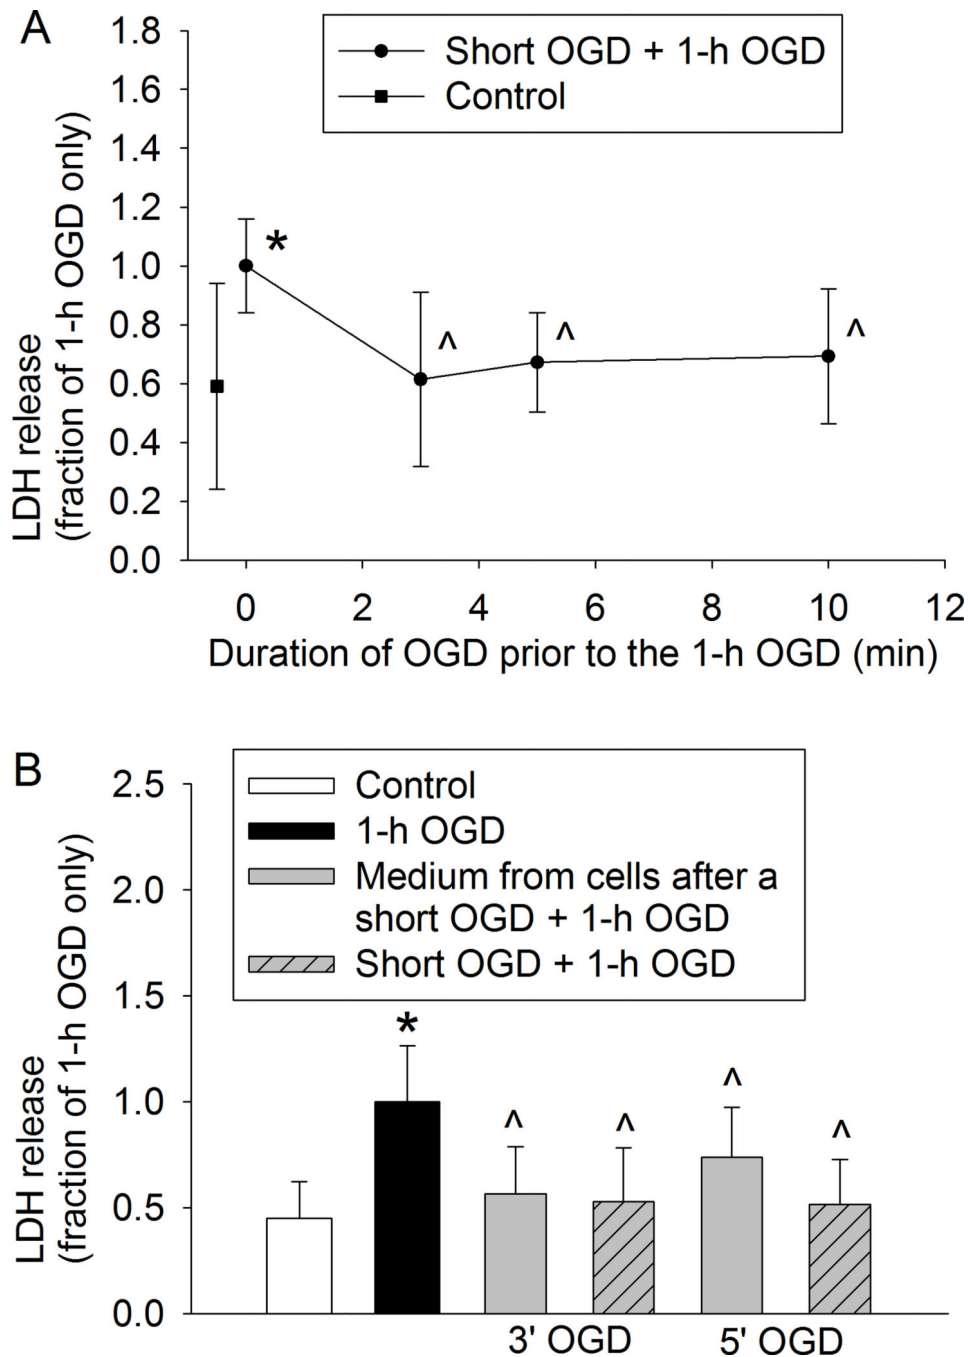 A
Short OGD + 1-h OGD
Control
LDH release
(fraction of 1-h OGD only)
1.8
1.6
1.4
1.2
1.0
0.8
0.6
0.4
0.2
0.0
*
^
^
^
0 2 4 6 8 10 12
Duration of OGD prior to the 1-h OGD (min)
B
Control
1-h OGD
Medium from cells after a
short OGD + 1-h OGD
Short OGD + 1-h OGD
LDH release
(fraction of 1-h OGD only)
2.5
2.0
1.5
1.0
0.5
0.0
*
^
^
^
^
3' OGD 5' OGD